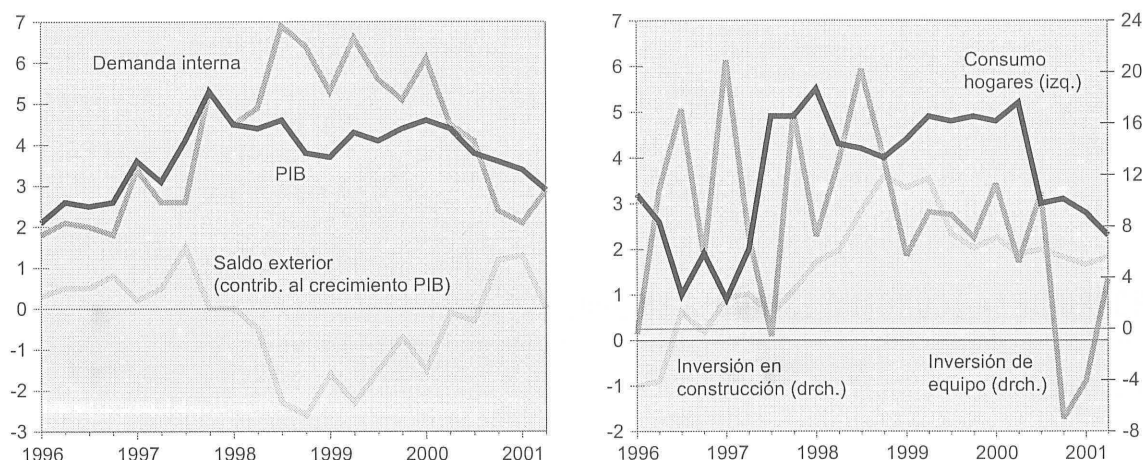 7
6
5
4
3
2
1
0
-1
-2
-3
Demanda interna
PIB
Saldo exterior
(contrib. al crecimiento PIB)
1996 1997 1998 1999 2000 2001
7
6
5
4
3
2
1
0
-1
-2
24
20
16
12
8
4
0
-4
-8
Consumo
hogares (izq.)
Inversión en
construcción (drch.)
Inversión de
equipo (drch.)
1996 1997 1998 1999 2000 2001